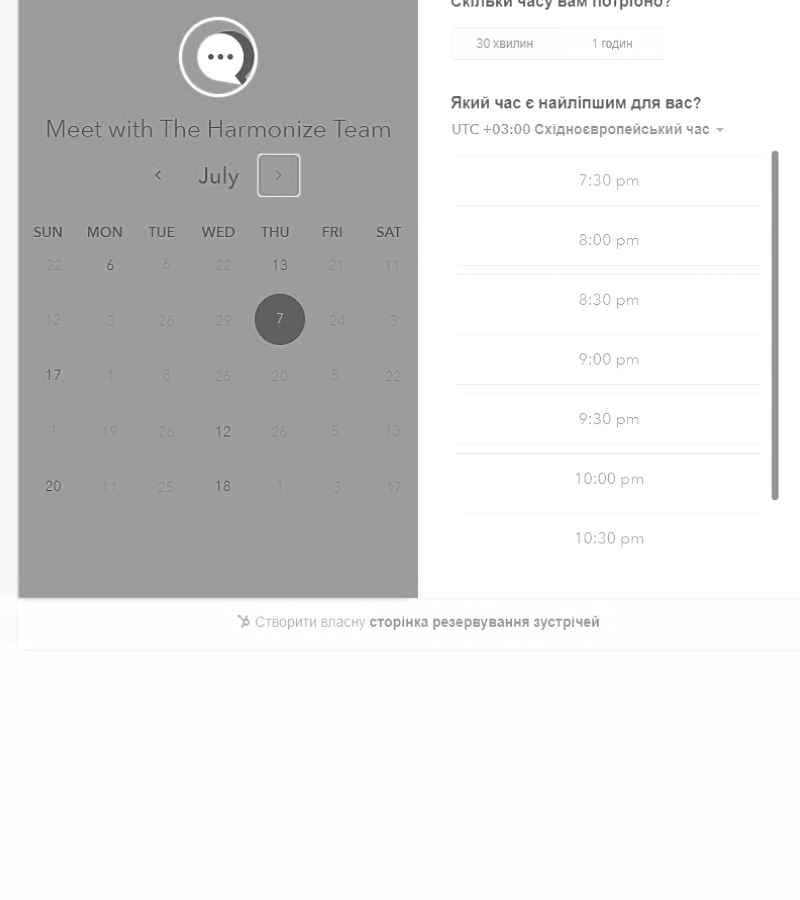 Скільки часу вам потрібно?
30 хвилин 1 годин
Meet with The Harmonize Team
July
SUN MON TUE WED THU FRI SAT
22 6 6 22 13 21 11
12 3 26 29 7 24 3
17 1 8 26 20 5 22
1 19 26 12 26 5 13
20 11 25 18 1 3 17
Який час є найліпшим для вас?
UTC +03:00 Східноєвропейський час
7:30 pm
8:00 pm
8:30 pm
9:00 pm
9:30 pm
10:00 pm
10:30 pm
Створити власну сторінка резервування зустрічей